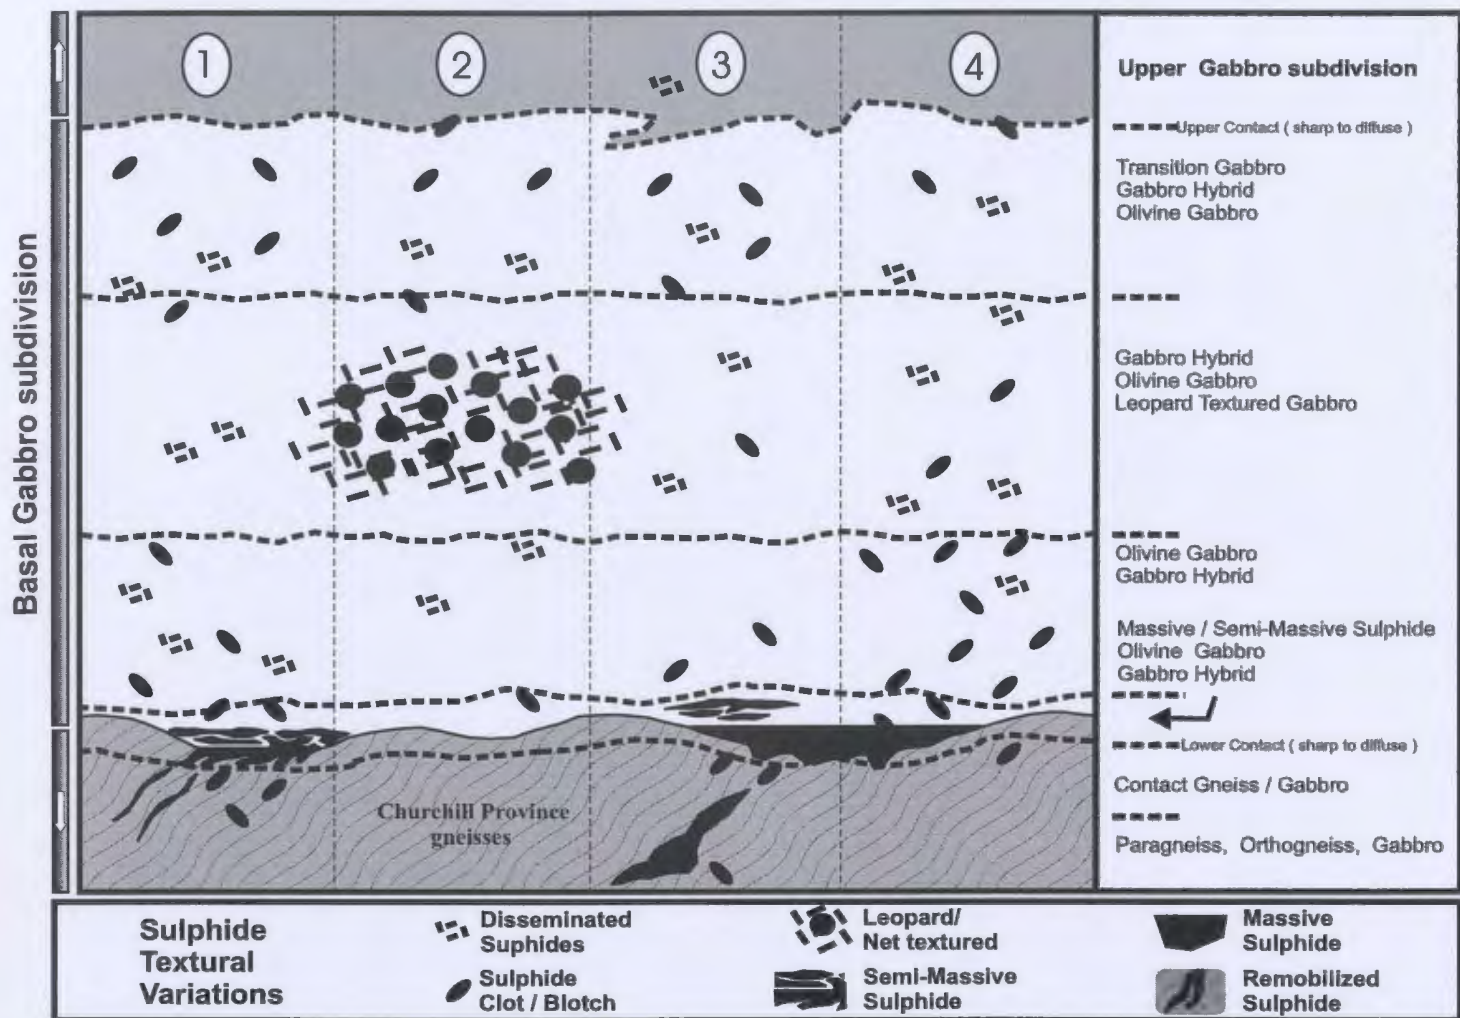 1
2
3
4
Basal Gabbro subdivision
Churchill Province
gneisses
Upper Gabbro subdivision
Upper Contact ( sharp to diffuse )
Transition Gabbro
Gabbro Hybrid
Olivine Gabbro
Gabbro Hybrid
Olivine Gabbro
Leopard Textured Gabbro
Olivine Gabbro
Gabbro Hybrid
Massive / Semi-Massive Sulphide
Olivine Gabbro
Gabbro Hybrid
Lower Contact ( sharp to diffuse )
Contact Gneiss / Gabbro
Paragneiss, Orthogneiss, Gabbro
Sulphide
Textural
Variations
Disseminated
Suphides
Sulphide
Clot / Blotch
Leopard/
Net textured
Semi-Massive
Sulphide
Massive
Sulphide
Remobilized
Sulphide